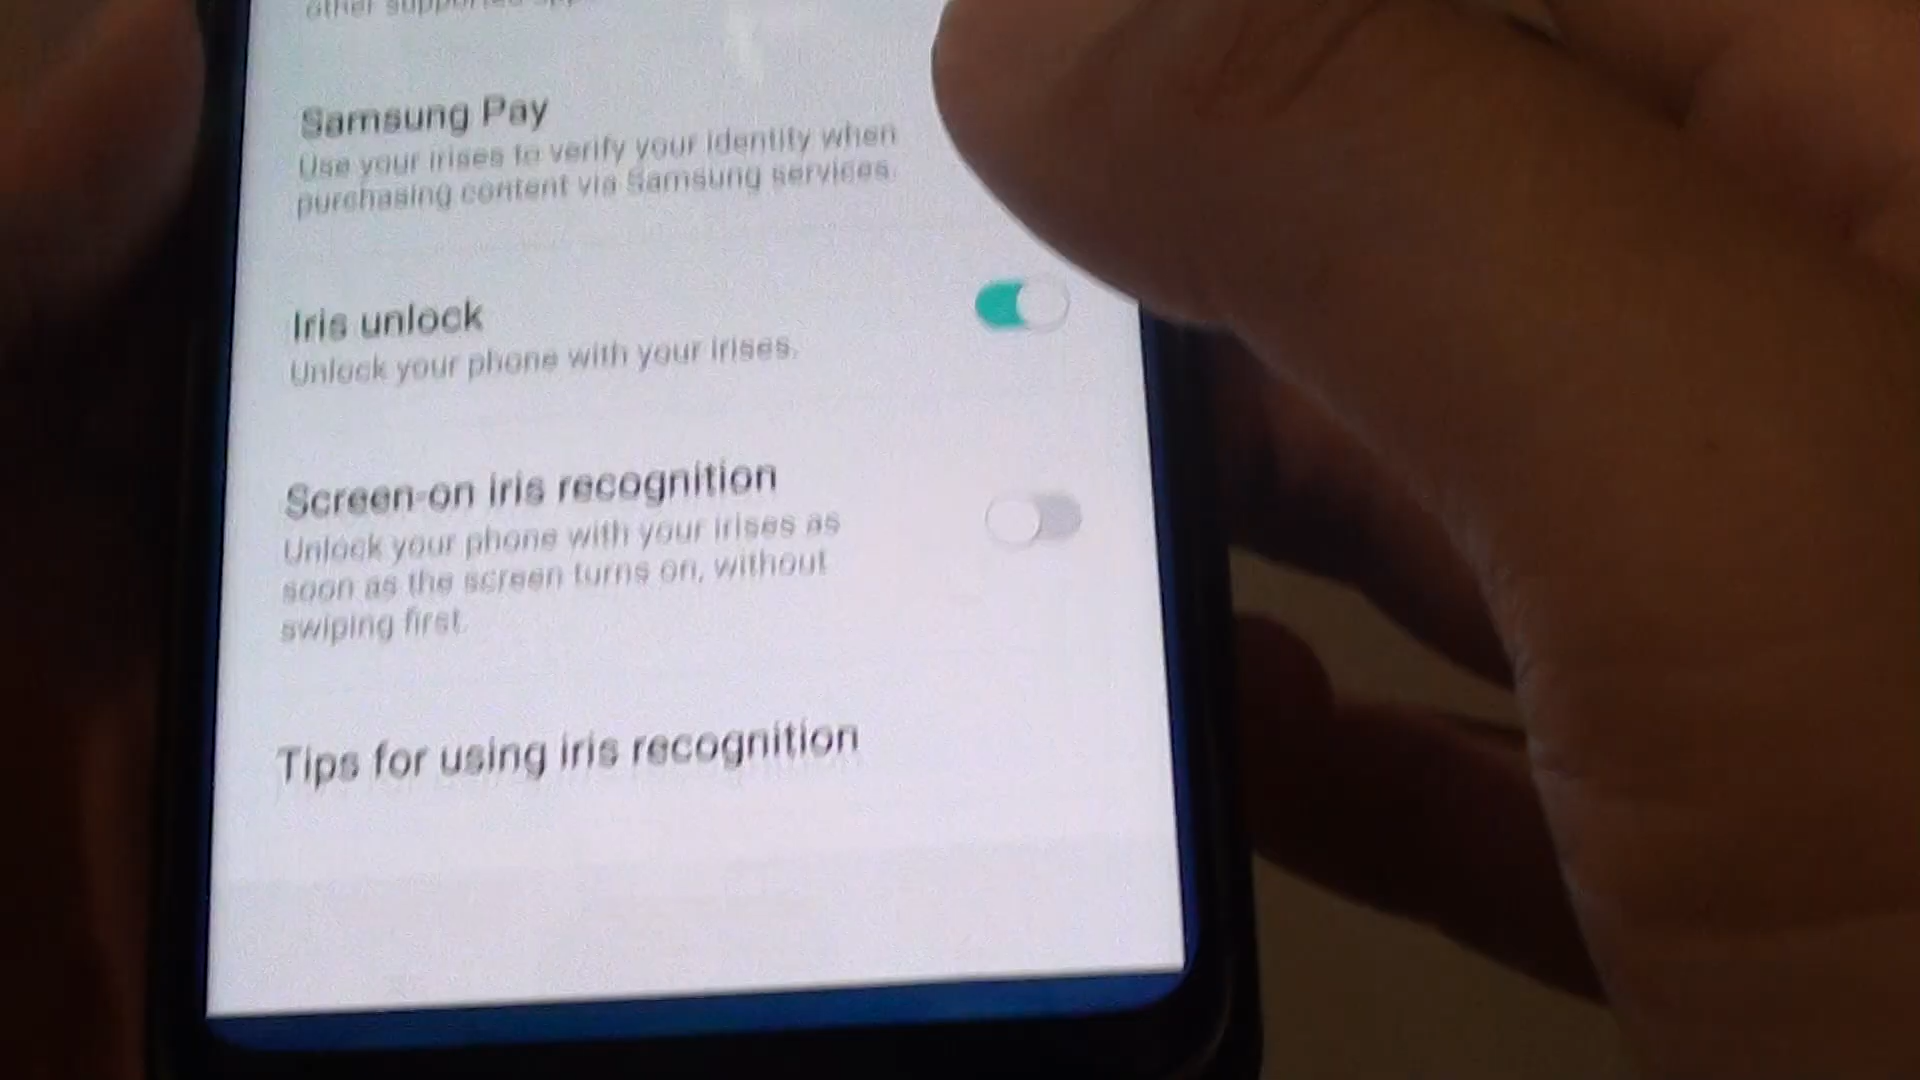 other supported
Samsung Pay
Use your irises to verify your identity when
purchasing content via Samsung services.
Iris unlock
Unlock your phone with your irises.
Screen-on iris recognition
Unlock your phone with your irises as
soon as the screen turns on, without
swiping first.
Tips for using iris recognition